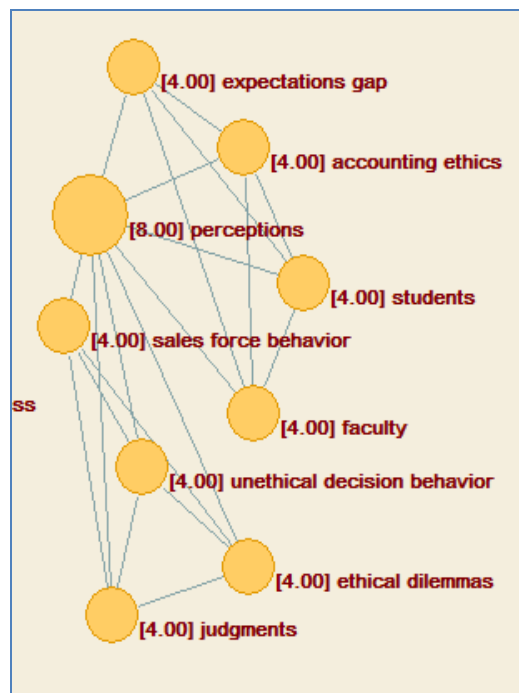 [4.00] expectations gap
[4.00] accounting ethics
[8.00] perceptions
[4.00] students
[4.00] sales force behavior
ss
[4.00] faculty
[4.00] unethical decision behavior
[4.00] ethical dilemmas
[4.00] judgments